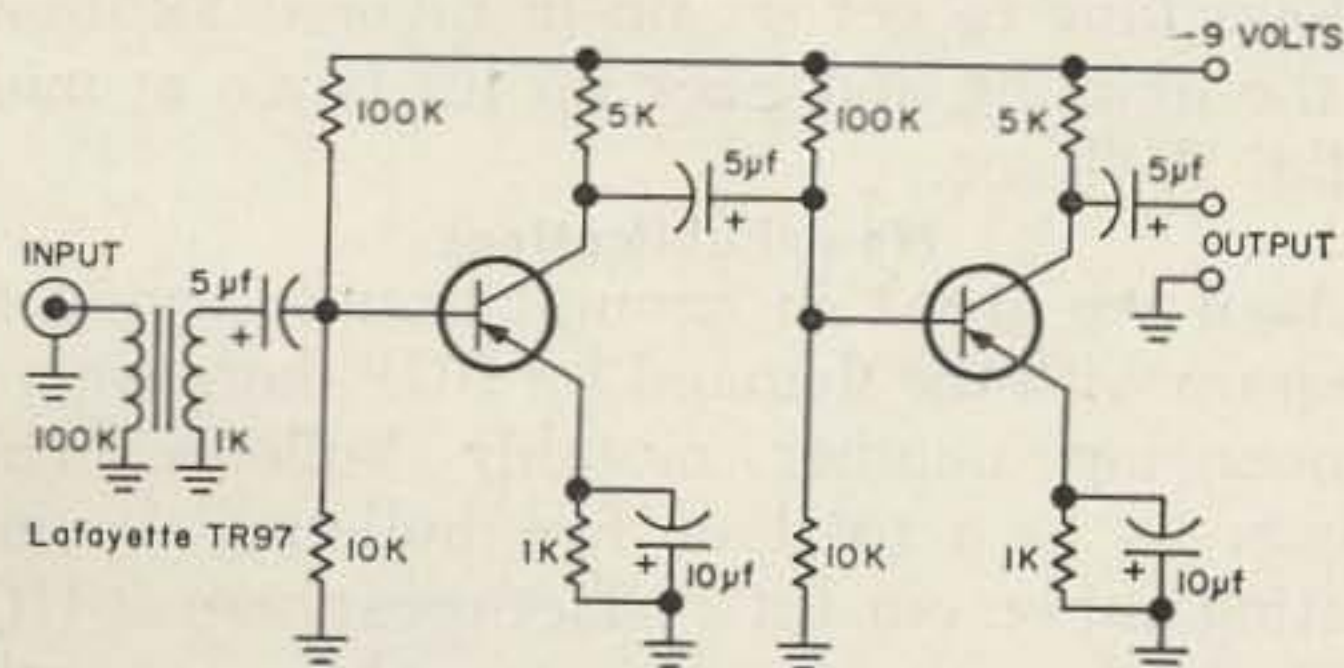 -9 VOLTS
100K
5K
100K
5K
5µf
5µf
+
+
INPUT
OUTPUT
5µf
+
100K
1K
Lafayette TR97
10K
1K
+
10µf
10K
1K
+
10µf